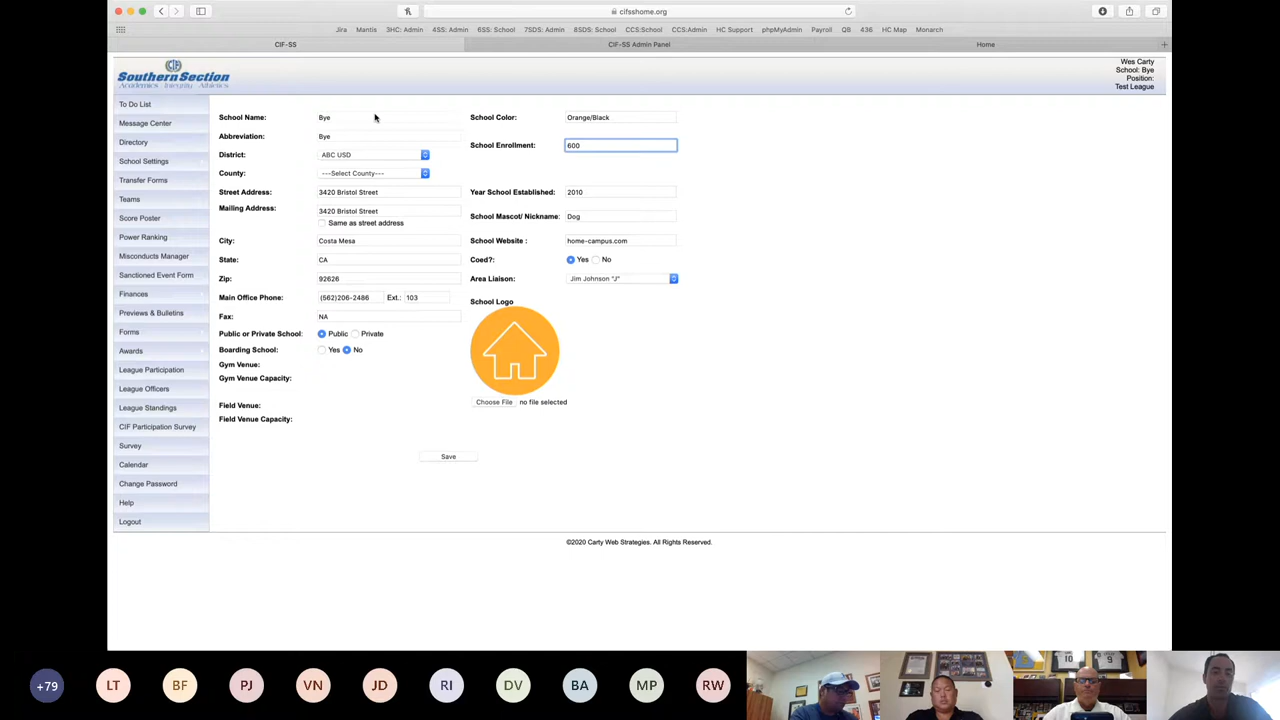 cifsshome.org
Jira Mantis 3HC: Admin 4SS: Admin 6SS: School 7SDS: Admin 8SDS: School CCS:School CCS:Admin HC Support phpMyAdmin Payroll QB 436 HC Map Monarch
CIF-SS CIF-SS Admin Panel Home
Southern Section
Academics Integrity Athletics
Wes Carty
School: Bye
Position:
Test League
To Do List
Message Center
Directory
School Settings
Transfer Forms
Teams
Score Poster
Power Ranking
Misconducts Manager
Sanctioned Event Form
Finances
Previews & Bulletins
Forms
Awards
League Participation
League Officers
League Standings
CIF Participation Survey
Survey
Calendar
Change Password
Help
Logout
School Name: Bye
Abbreviation: Bye
District: ABC USD
County: ---Select County---
Street Address: 3420 Bristol Street
Mailing Address: 3420 Bristol Street
Same as street address
City: Costa Mesa
State: CA
Zip: 92626
Main Office Phone: (562)206-2486 Ext.: 103
Fax: NA
Public or Private School: Public Private
Boarding School: Yes No
Gym Venue:
Gym Venue Capacity:
Field Venue:
Field Venue Capacity:
School Color: Orange/Black
School Enrollment: 600
Year School Established: 2010
School Mascot/ Nickname: Dog
School Website : home-campus.com
Coed?: Yes No
Area Liaison: Jim Johnson "J"
School Logo
Choose File no file selected
Save
©2020 Carty Web Strategies. All Rights Reserved.
+79 LT BF PJ VN JD RI DV BA MP RW
10 9